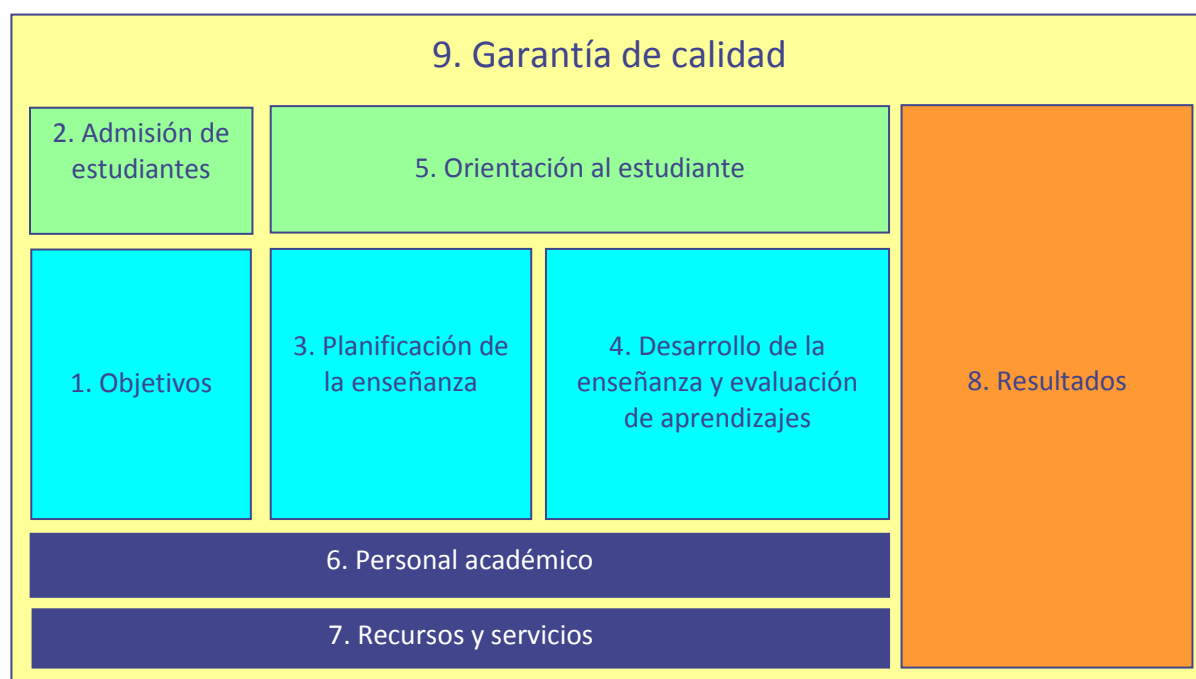 9. Garantía de calidad
2. Admisión de
estudiantes
5. Orientación al estudiante
1. Objetivos
3. Planificación de
la enseñanza
4. Desarrollo de la
enseñanza y evaluación
de aprendizajes
8. Resultados
6. Personal académico
7. Recursos y servicios